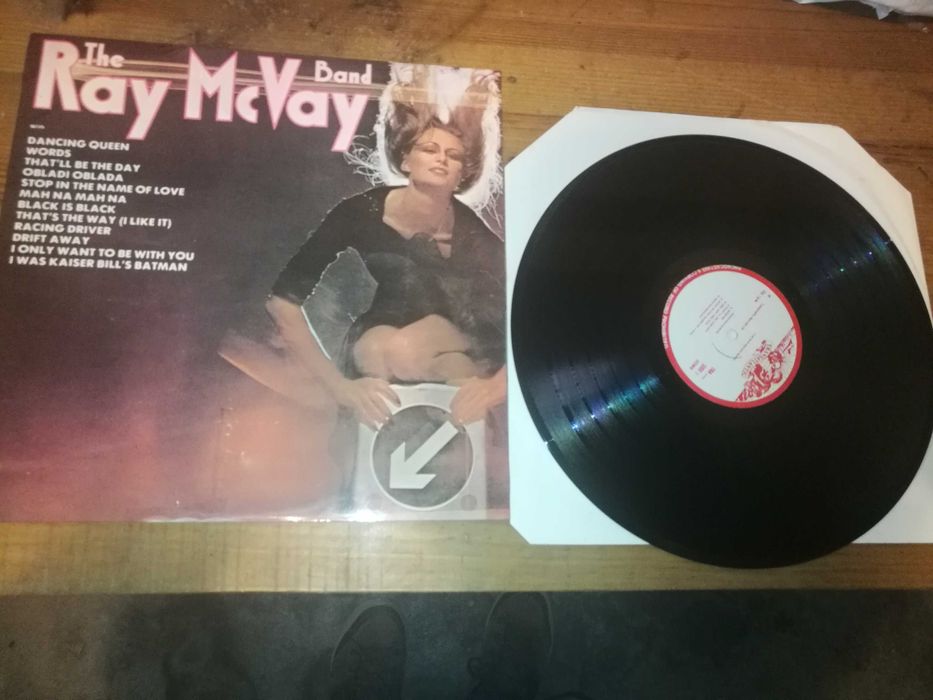 The
Ray McVay
Band
WITH:
DANCING QUEEN
WORDS
THAT'LL BE THE DAY
OBLADI OBLADA
STOP IN THE NAME OF LOVE
MAH NA MAH NA
BLACK IS BLACK
THAT'S THE WAY (I LIKE IT)
RACING DRIVER
DRIFT AWAY
I ONLY WANT TO BE WITH YOU
I WAS KAISER BILL'S BATMAN